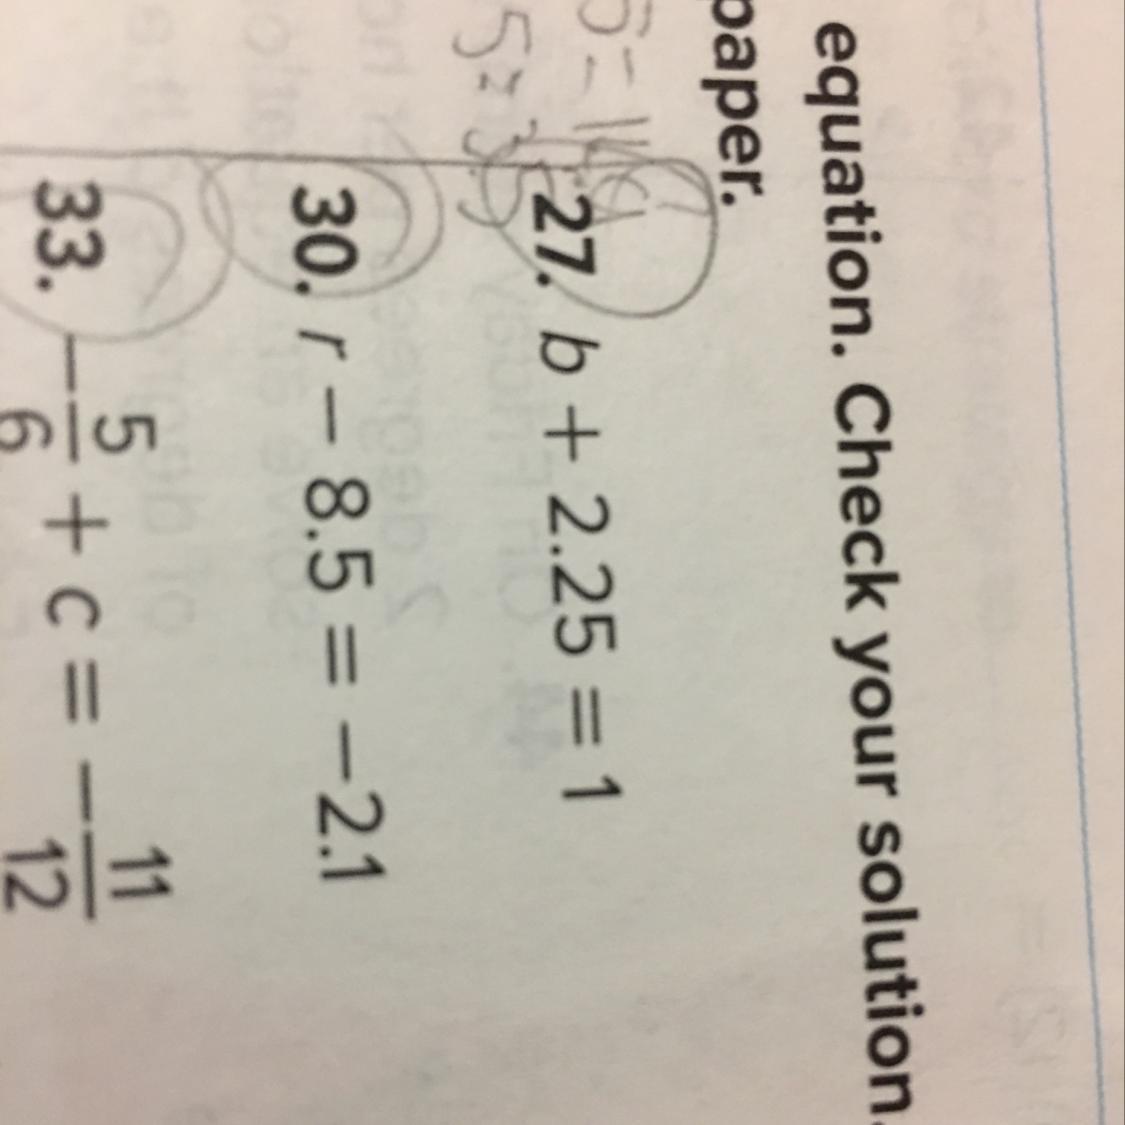 equation. Check your solution.
paper.
27. b + 2.25 = 1
30. r − 8.5 = −2.1
33. −5/6 + c = −11/12